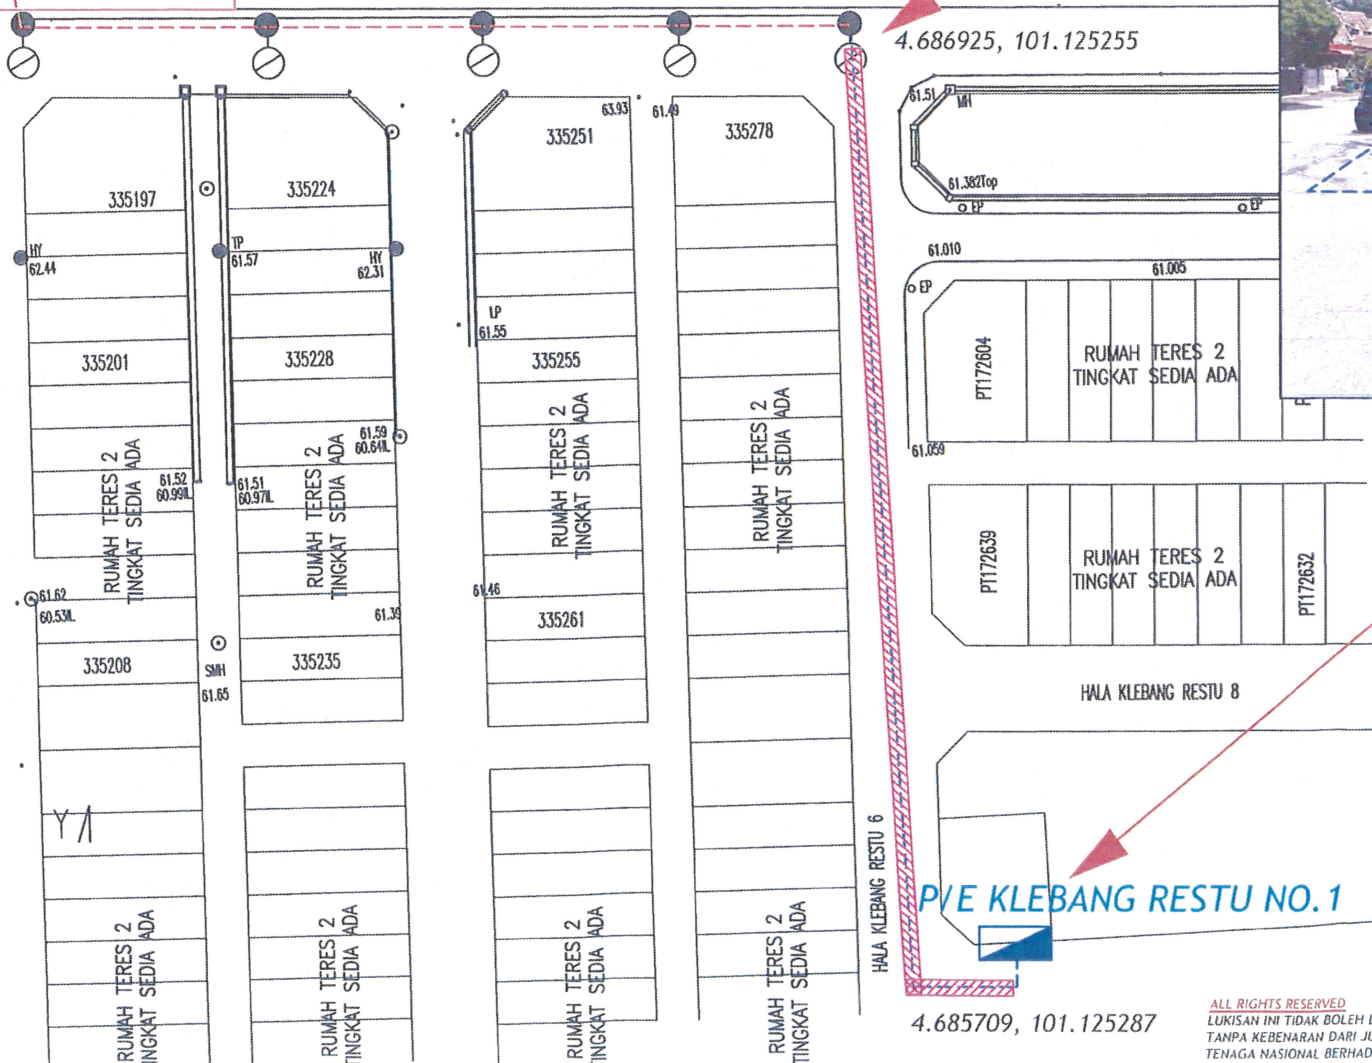 4.686925, 101.125255
335197
335224
335251
63.93
61.49
335278
61.51
MH
61.382Top
EP
EP
HY
62.44
TP
61.57
HY
62.31
61.010
61.005
EP
LP
61.55
335201
335228
335255
PT172604
RUMAH TERES 2
TINGKAT SEDIA ADA
61.059
RUMAH TERES 2
TINGKAT SEDIA ADA
61.52
60.99IL
61.51
60.97IL
RUMAH TERES 2
TINGKAT SEDIA ADA
61.59
60.64IL
RUMAH TERES 2
TINGKAT SEDIA ADA
RUMAH TERES 2
TINGKAT SEDIA ADA
PT172639
RUMAH TERES 2
TINGKAT SEDIA ADA
PT172632
61.62
60.53IL
61.39
61.46
335261
335208
SMH
61.65
335235
HALA KLEBANG RESTU 8
HALA KLEBANG RESTU 6
P/E KLEBANG RESTU NO.1
RUMAH TERES 2
TINGKAT SEDIA ADA
RUMAH TERES 2
TINGKAT SEDIA ADA
RUMAH TERES 2
TINGKAT SEDIA ADA
RUMAH TERES 2
TINGKAT SEDIA ADA
4.685709, 101.125287
ALL RIGHTS RESERVED
LUKISAN INI TIDAK BOLEH
TANPA KEBENARAN DARI
TENAGA NASIONAL BERHAD